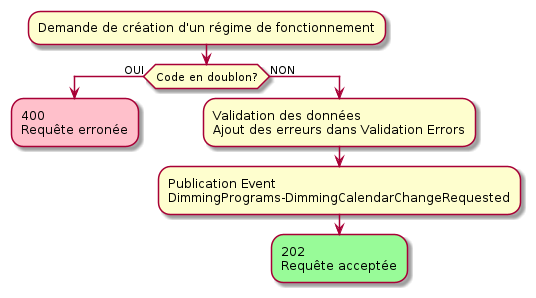 Demande de création d'un régime de fonctionnement
OUI
Code en doublon?
NON
400
Requête erronée
Validation des données
Ajout des erreurs dans Validation Errors
Publication Event
DimmingPrograms-DimmingCalendarChangeRequested
202
Requête acceptée